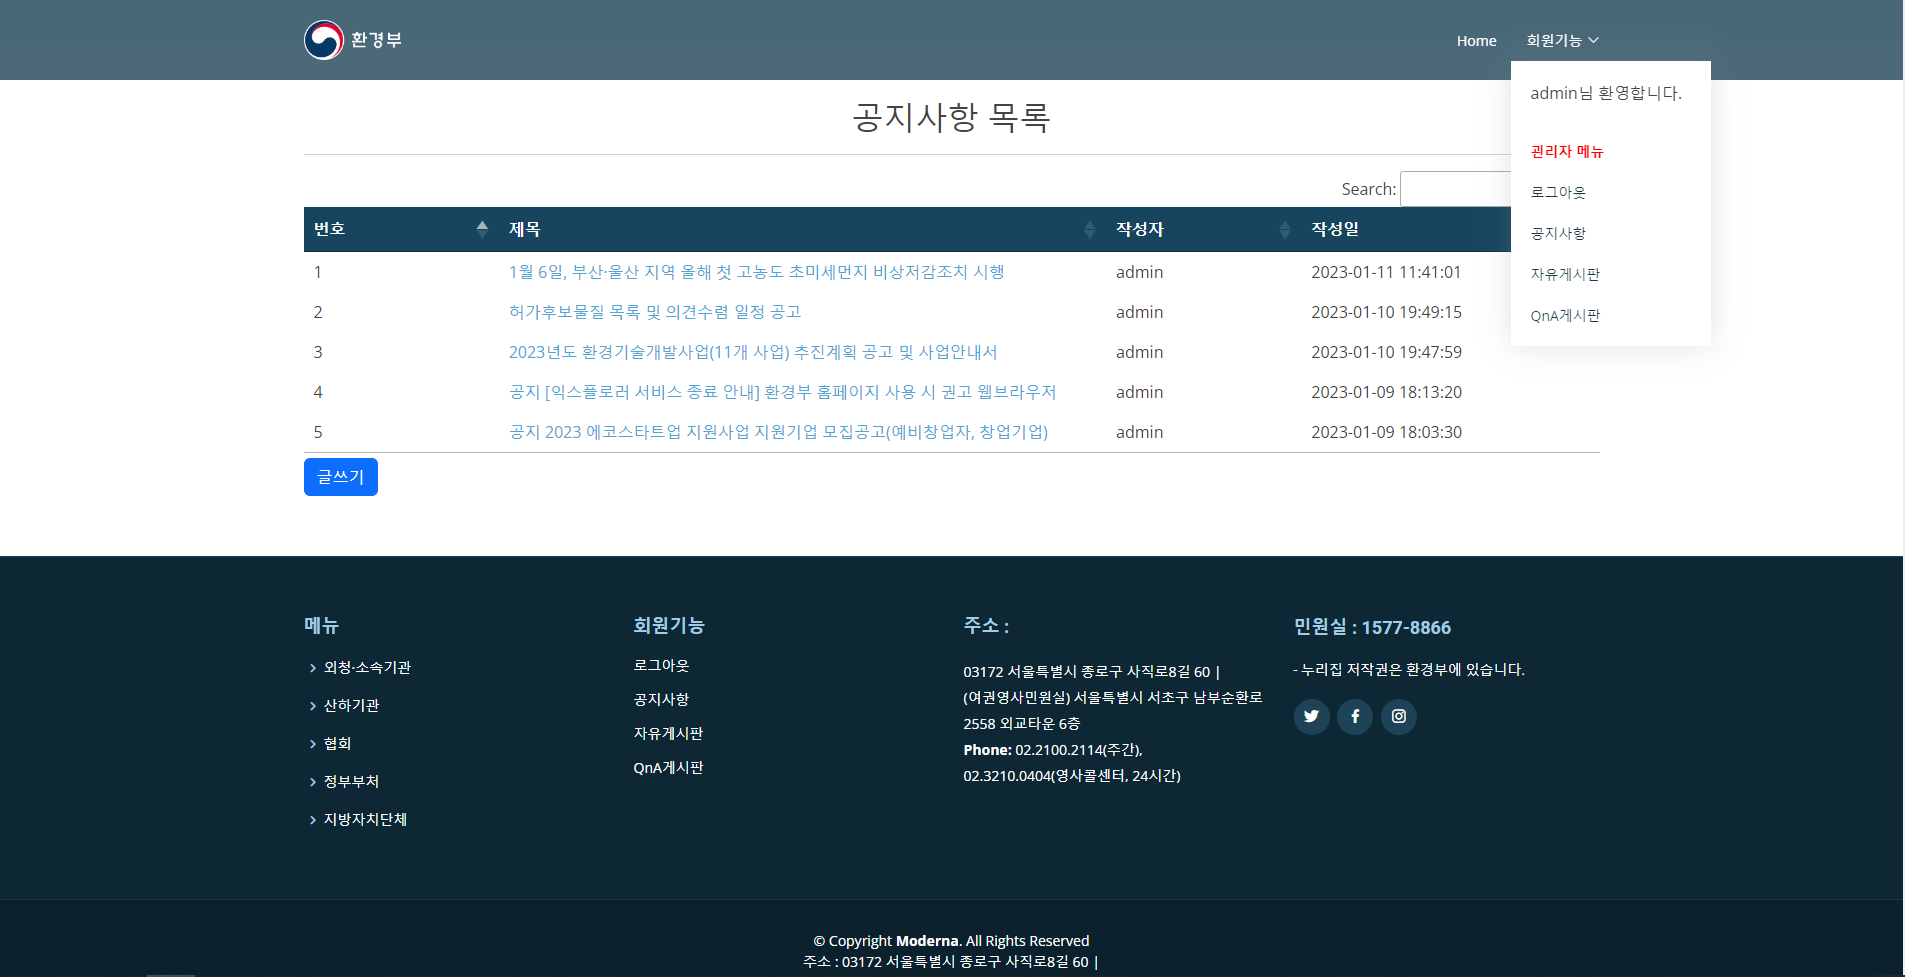 환경부
Home
회원기능
admin님 환영합니다.
괸리자 메뉴
로그아웃
공지사항
자유게시판
QnA게시판
공지사항 목록
Search:
번호 제목 작성자 작성일
1 1월 6일, 부산·울산 지역 올해 첫 고농도 초미세먼지 비상저감조치 시행 admin 2023-01-11 11:41:01
2 허가후보물질 목록 및 의견수렴 일정 공고 admin 2023-01-10 19:49:15
3 2023년도 환경기술개발사업(11개 사업) 추진계획 공고 및 사업안내서 admin 2023-01-10 19:47:59
4 공지 [익스플로러 서비스 종료 안내] 환경부 홈페이지 사용 시 권고 웹브라우저 admin 2023-01-09 18:13:20
5 공지 2023 에코스타트업 지원사업 지원기업 모집공고(예비창업자, 창업기업) admin 2023-01-09 18:03:30
글쓰기
메뉴
외청·소속기관
산하기관
협회
정부부처
지방자치단체
회원기능
로그아웃
공지사항
자유게시판
QnA게시판
주소 :
03172 서울특별시 종로구 사직로8길 60 |
(여권영사민원실) 서울특별시 서초구 남부순환로
2558 외교타운 6층
Phone: 02.2100.2114(주간),
02.3210.0404(영사콜센터, 24시간)
민원실 : 1577-8866
- 누리집 저작권은 환경부에 있습니다.
© Copyright Moderna. All Rights Reserved
주소 : 03172 서울특별시 종로구 사직로8길 60 |